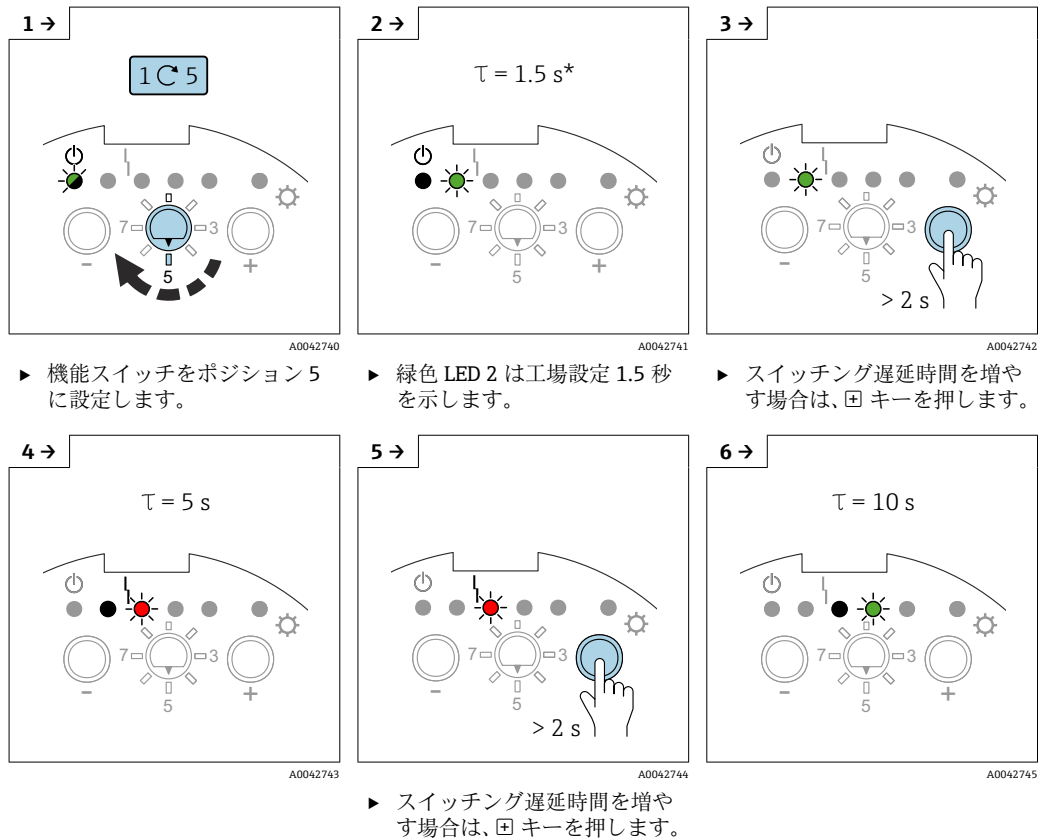 1 →
1 5
7
3
5
-
+
A0042740
▶ 機能スイッチをポジション 5
に設定します。
2 →
τ = 1.5 s*
7
3
5
-
+
A0042741
▶ 緑色 LED 2 は工場設定 1.5 秒
を示します。
3 →
7
3
5
-
> 2 s
A0042742
▶ スイッチング遅延時間を増や
す場合は、⊞ キーを押します。
4 →
τ = 5 s
7
3
5
-
+
A0042743
5 →
7
3
5
-
> 2 s
A0042744
▶ スイッチング遅延時間を増や
す場合は、⊞ キーを押します。
6 →
τ = 10 s
7
3
5
-
+
A0042745